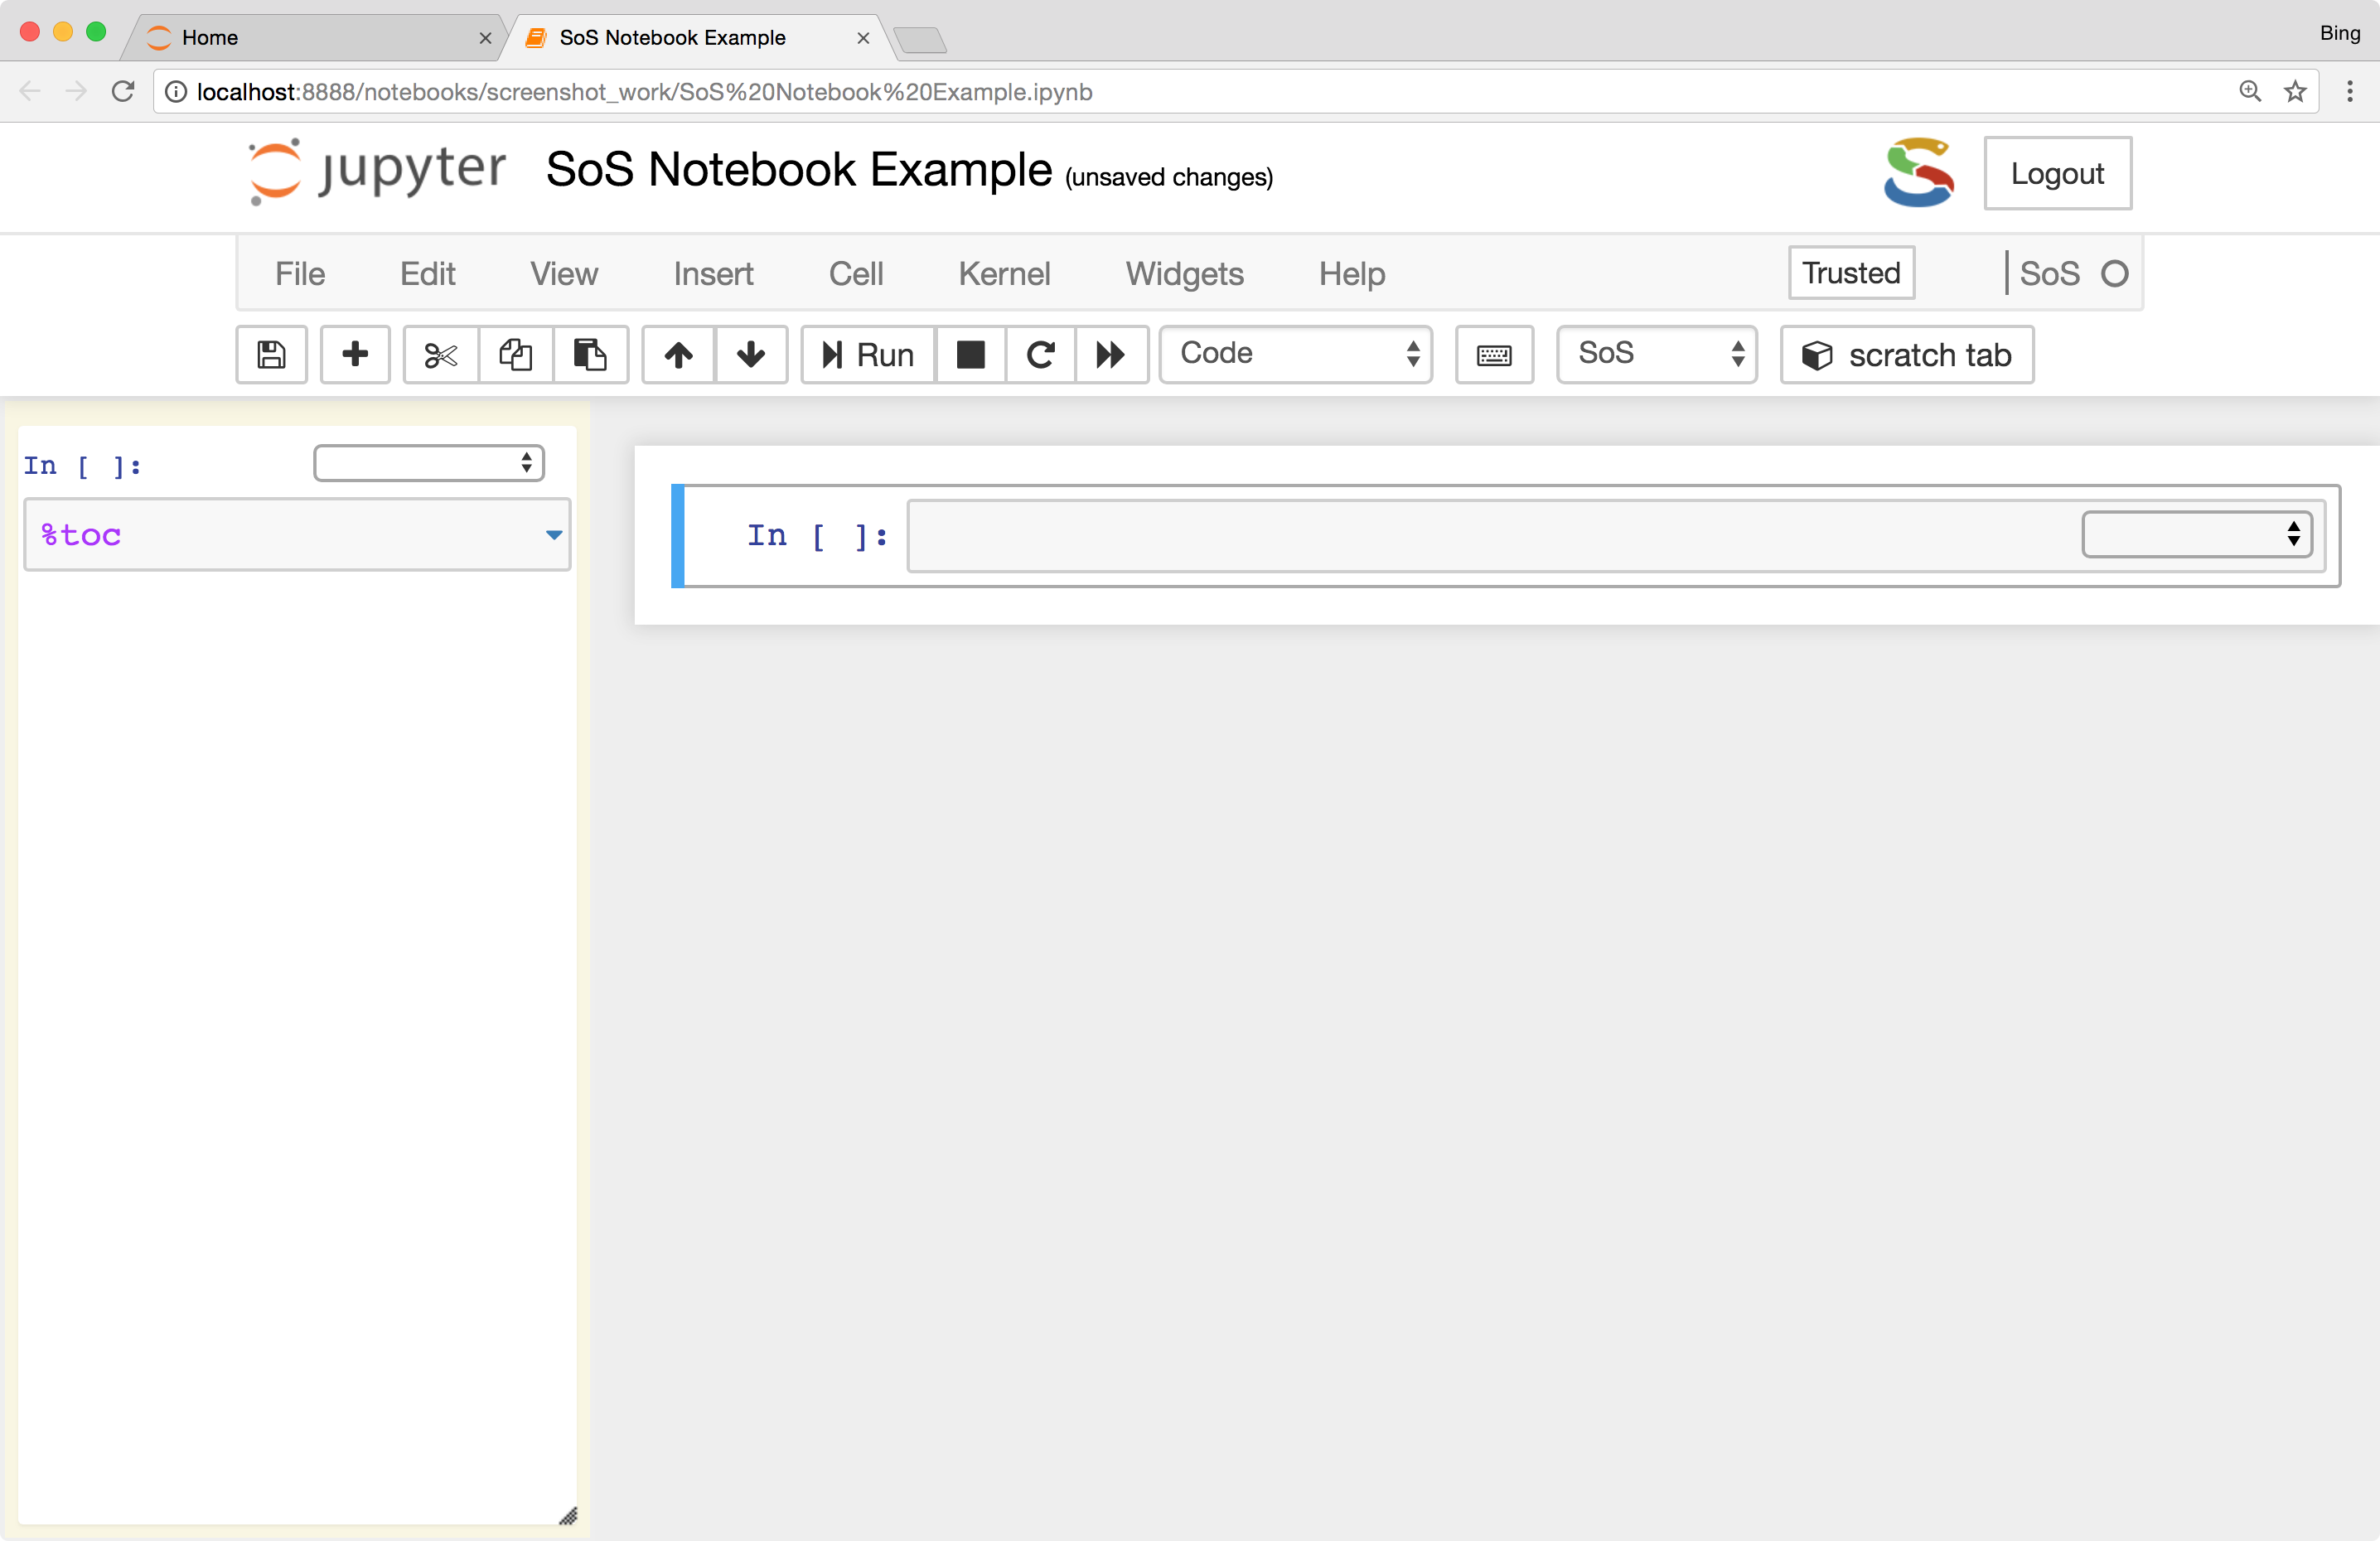 Home
SoS Notebook Example
Bing
localhost:8888/notebooks/screenshot_work/SoS%20Notebook%20Example.ipynb
jupyter SoS Notebook Example (unsaved changes)
Logout
File Edit View Insert Cell Kernel Widgets Help Trusted SoS
Run Code SoS scratch tab
In [ ]:
%toc
In [ ]: